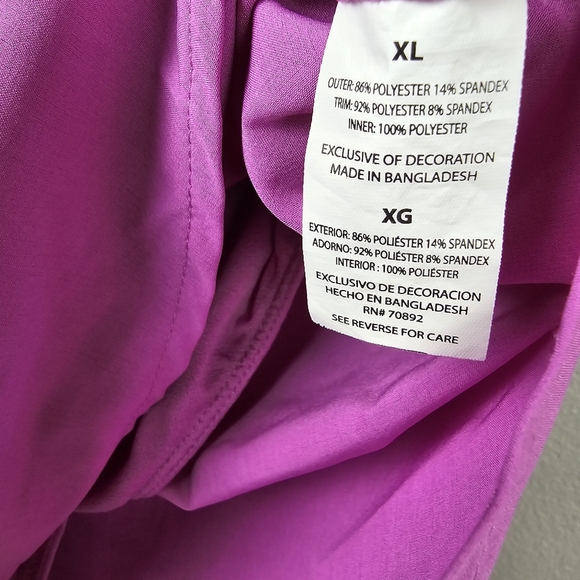 XL
OUTER: 86% POLYESTER 14% SPANDEX
TRIM: 92% POLYESTER 8% SPANDEX
INNER: 100% POLYESTER
EXCLUSIVE OF DECORATION
MADE IN BANGLADESH
XG
EXTERIOR: 86% POLIÉSTER 14% SPANDEX
ADORNO: 92% POLIÉSTER 8% SPANDEX
INTERIOR : 100% POLIÉSTER
EXCLUSIVO DE DECORACION
HECHO EN BANGLADESH
RN# 70892
SEE REVERSE FOR CARE